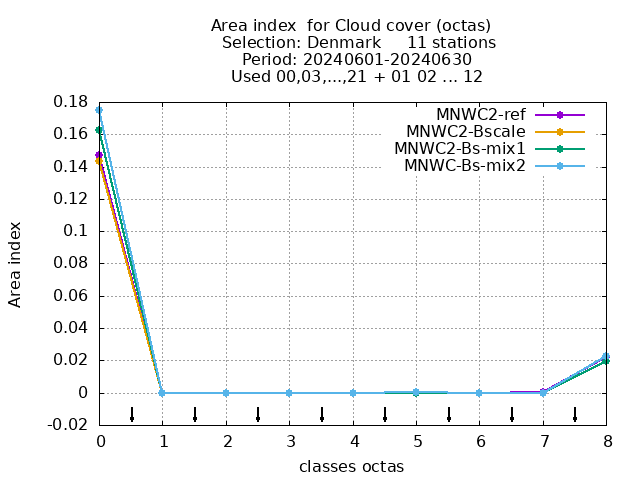 Area index  for Cloud cover (octas)
Selection: Denmark     11 stations
Period: 20240601-20240630
Used 00,03,...,21 + 01 02 ... 12
MNWC2-ref
MNWC2-Bscale
MNWC2-Bs-mix1
MNWC-Bs-mix2
0.18
0.16
0.14
0.12
0.1
0.08
0.06
0.04
0.02
0
-0.02
Area index
0 1 2 3 4 5 6 7 8
classes octas